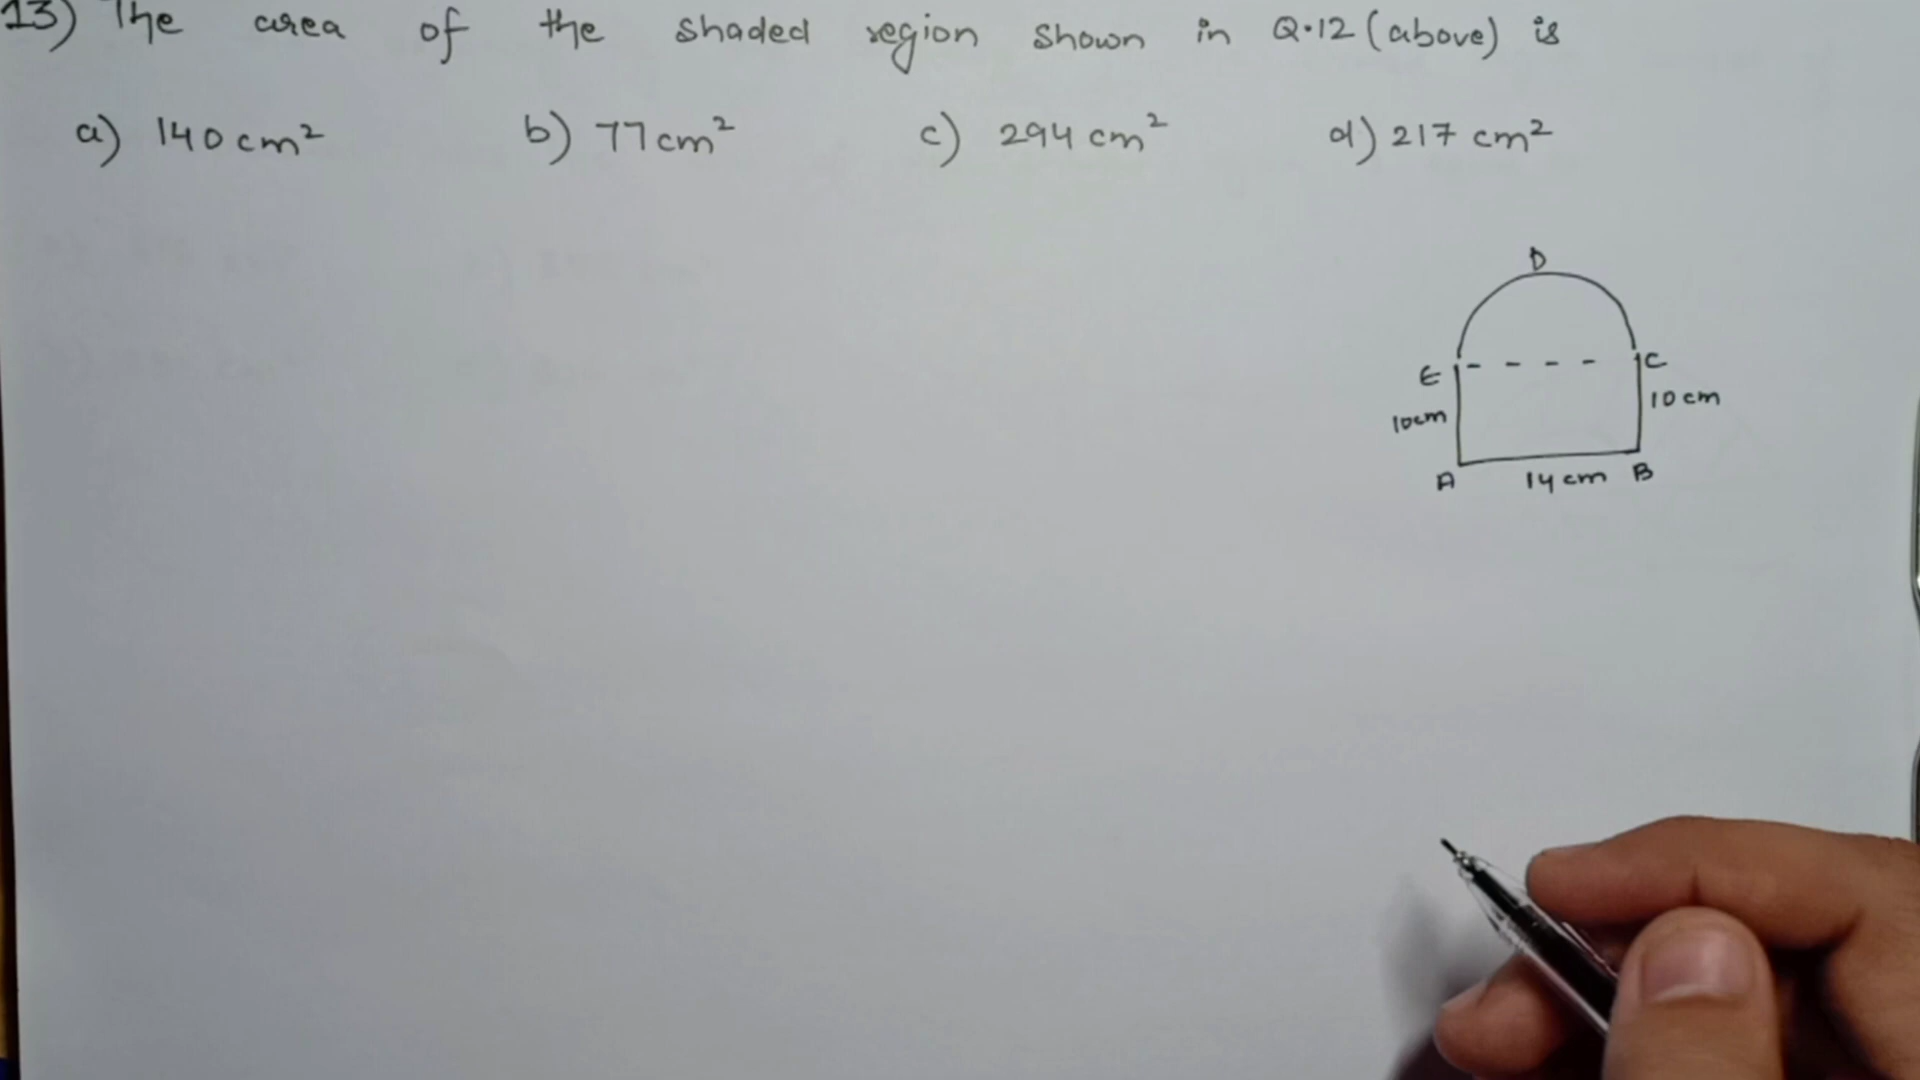 13) The area of the shaded region shown in Q.12 (above) is
a) 140 cm² b) 77 cm² c) 294 cm² d) 217 cm²
D
E C
10cm 10 cm
A 14 cm B